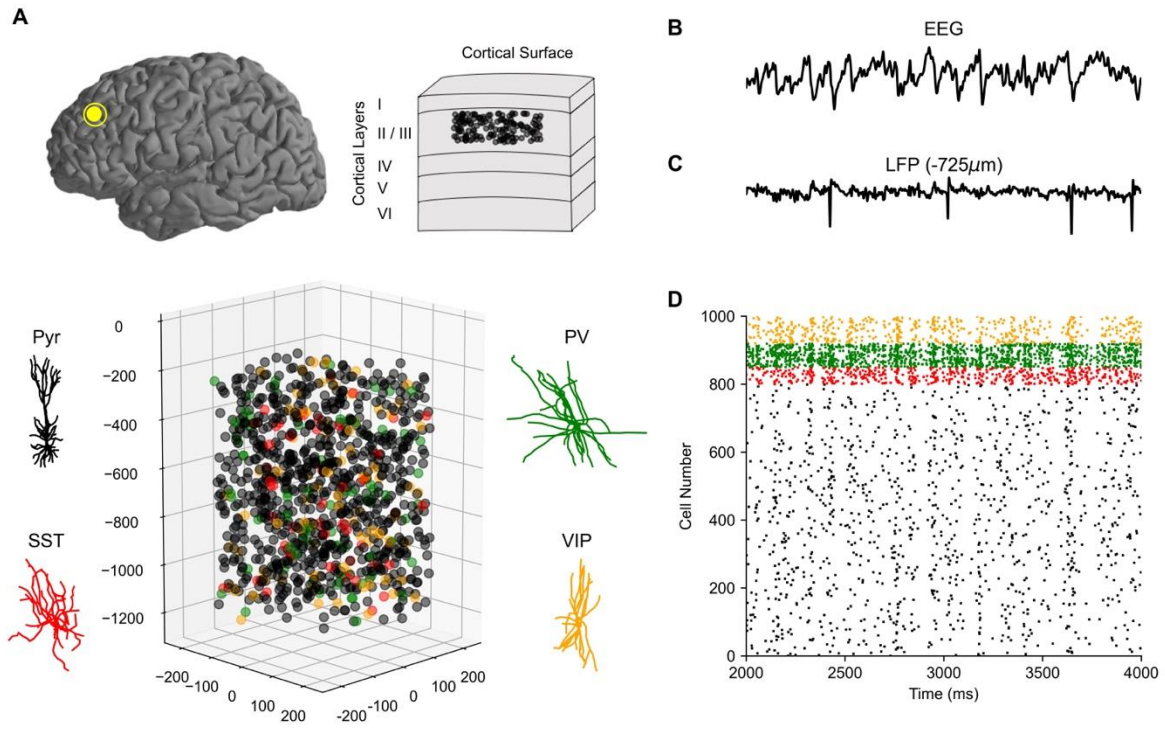 A
Cortical Surface
Cortical Layers
I
II / III
IV
V
VI
Pyr
SST
PV
VIP
0
−200
−400
−600
−800
−1000
−1200
−200
−100
0
100
200
-200
-100
0
100
200
B
EEG
C
LFP (-725μm)
D
Cell Number
1000
800
600
400
200
0
2000 2500 3000 3500 4000
Time (ms)